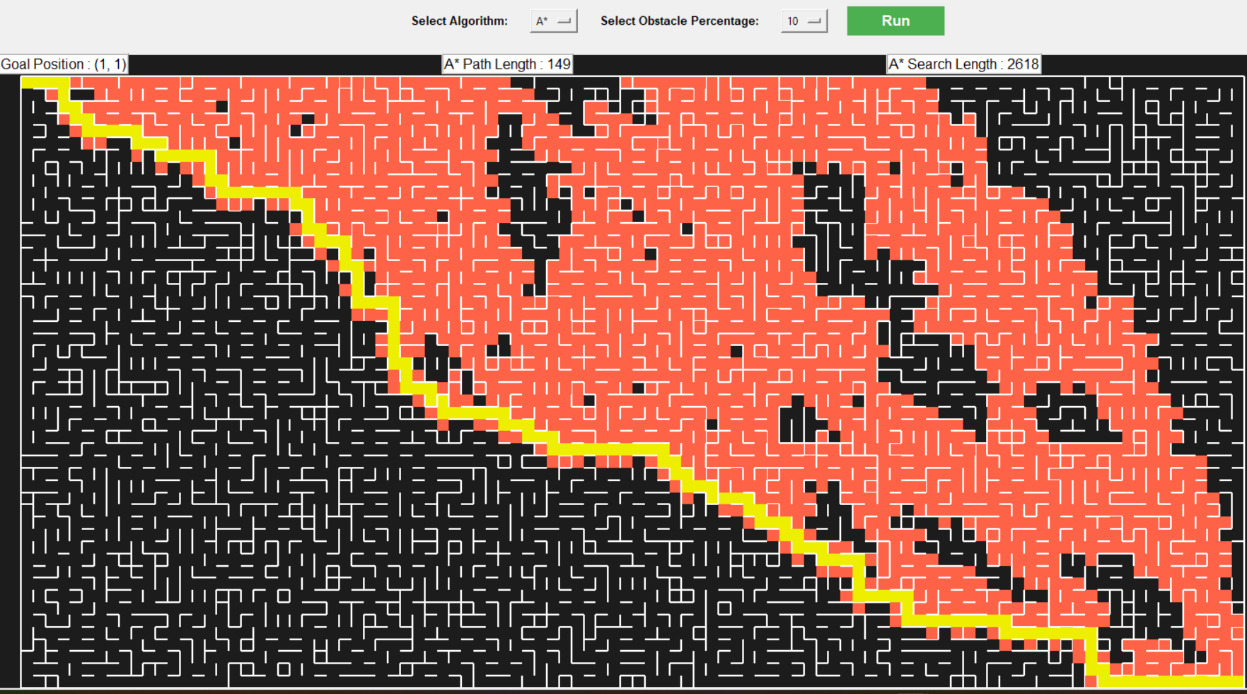 Select Algorithm: A* Select Obstacle Percentage: 10 Run
Goal Position : (1, 1) A* Path Length : 149 A* Search Length : 2618